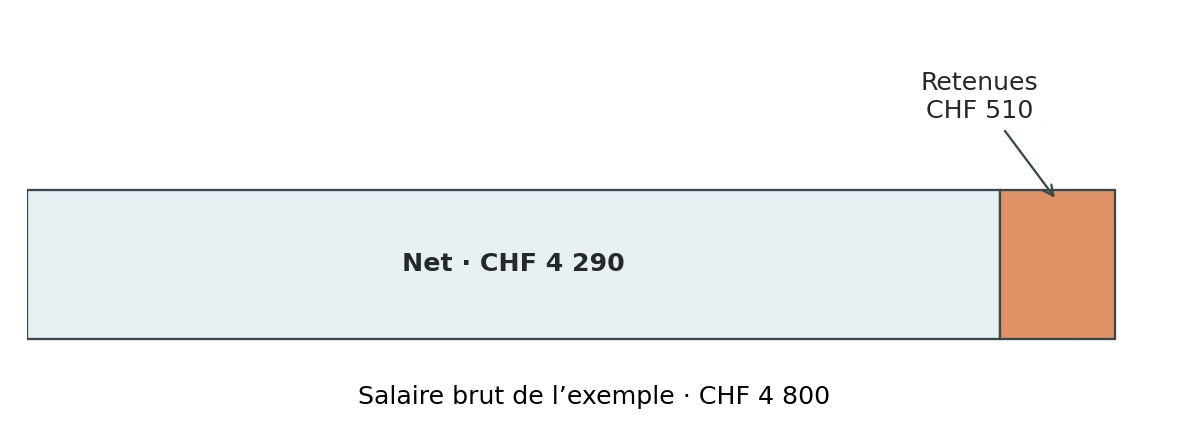 Retenues
CHF 510
Net · CHF 4 290
Salaire brut de l’exemple · CHF 4 800